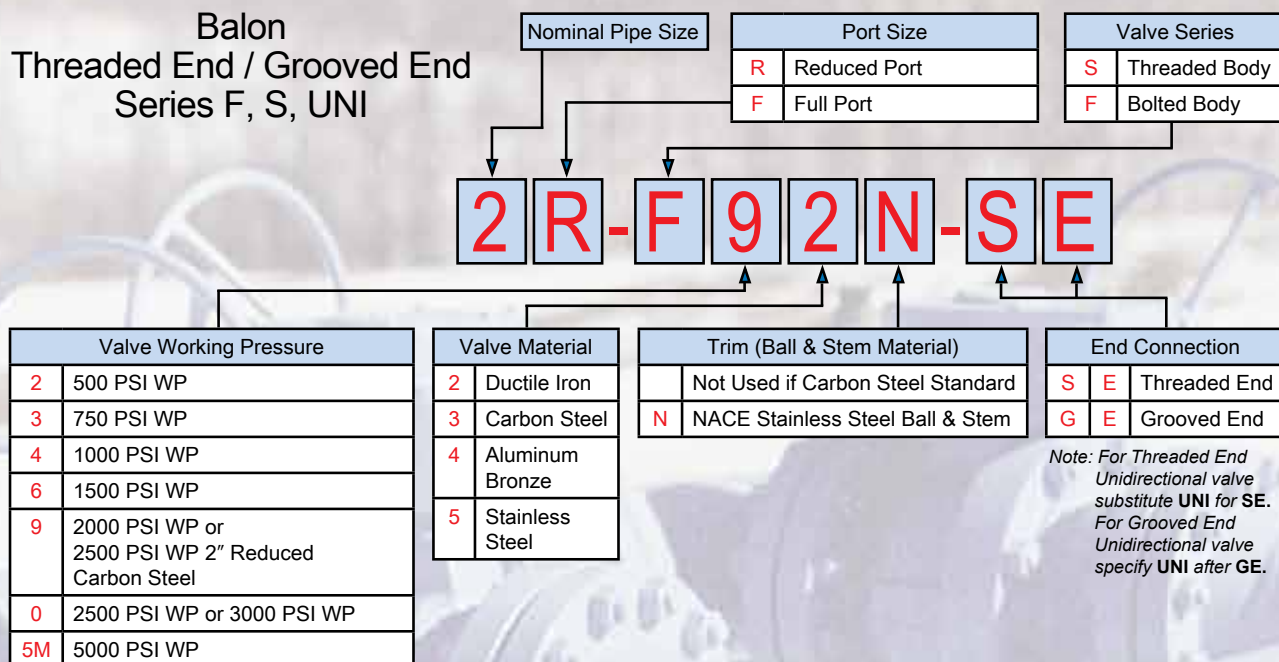 Balon
Threaded End / Grooved End
Series F, S, UNI
Nominal Pipe Size
Port Size
R Reduced Port
F Full Port
Valve Series
S Threaded Body
F Bolted Body
2R-F92N-SE
Valve Working Pressure
2 500 PSI WP
3 750 PSI WP
4 1000 PSI WP
6 1500 PSI WP
9 2000 PSI WP or
2500 PSI WP 2″ Reduced
Carbon Steel
0 2500 PSI WP or 3000 PSI WP
5M 5000 PSI WP
Valve Material
2 Ductile Iron
3 Carbon Steel
4 Aluminum
Bronze
5 Stainless
Steel
Trim (Ball & Stem Material)
Not Used if Carbon Steel Standard
N NACE Stainless Steel Ball & Stem
End Connection
S E Threaded End
G E Grooved End
Note: For Threaded End
Unidirectional valve
substitute UNI for SE.
For Grooved End
Unidirectional valve
specify UNI after GE.